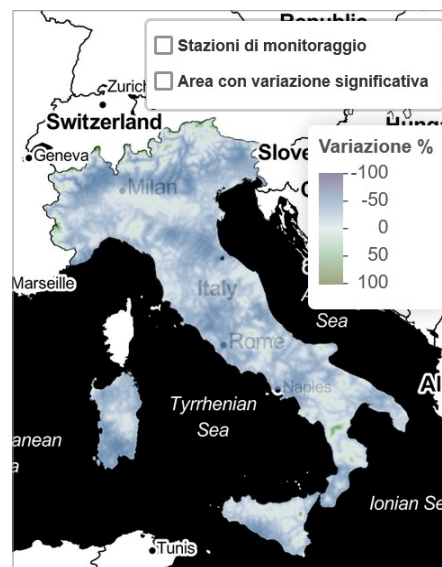 Republic
Stazioni di monitoraggio
Area con variazione significativa
Zurich
Switzerland
Hunga
Geneva
Slove
Milan
Variazione %
-100
-50
0
50
100
Marseille
Italy
Sea
Rome
Naples
Al
Tyrrhenian
Sea
anean
a
Ionian Se
Tunis